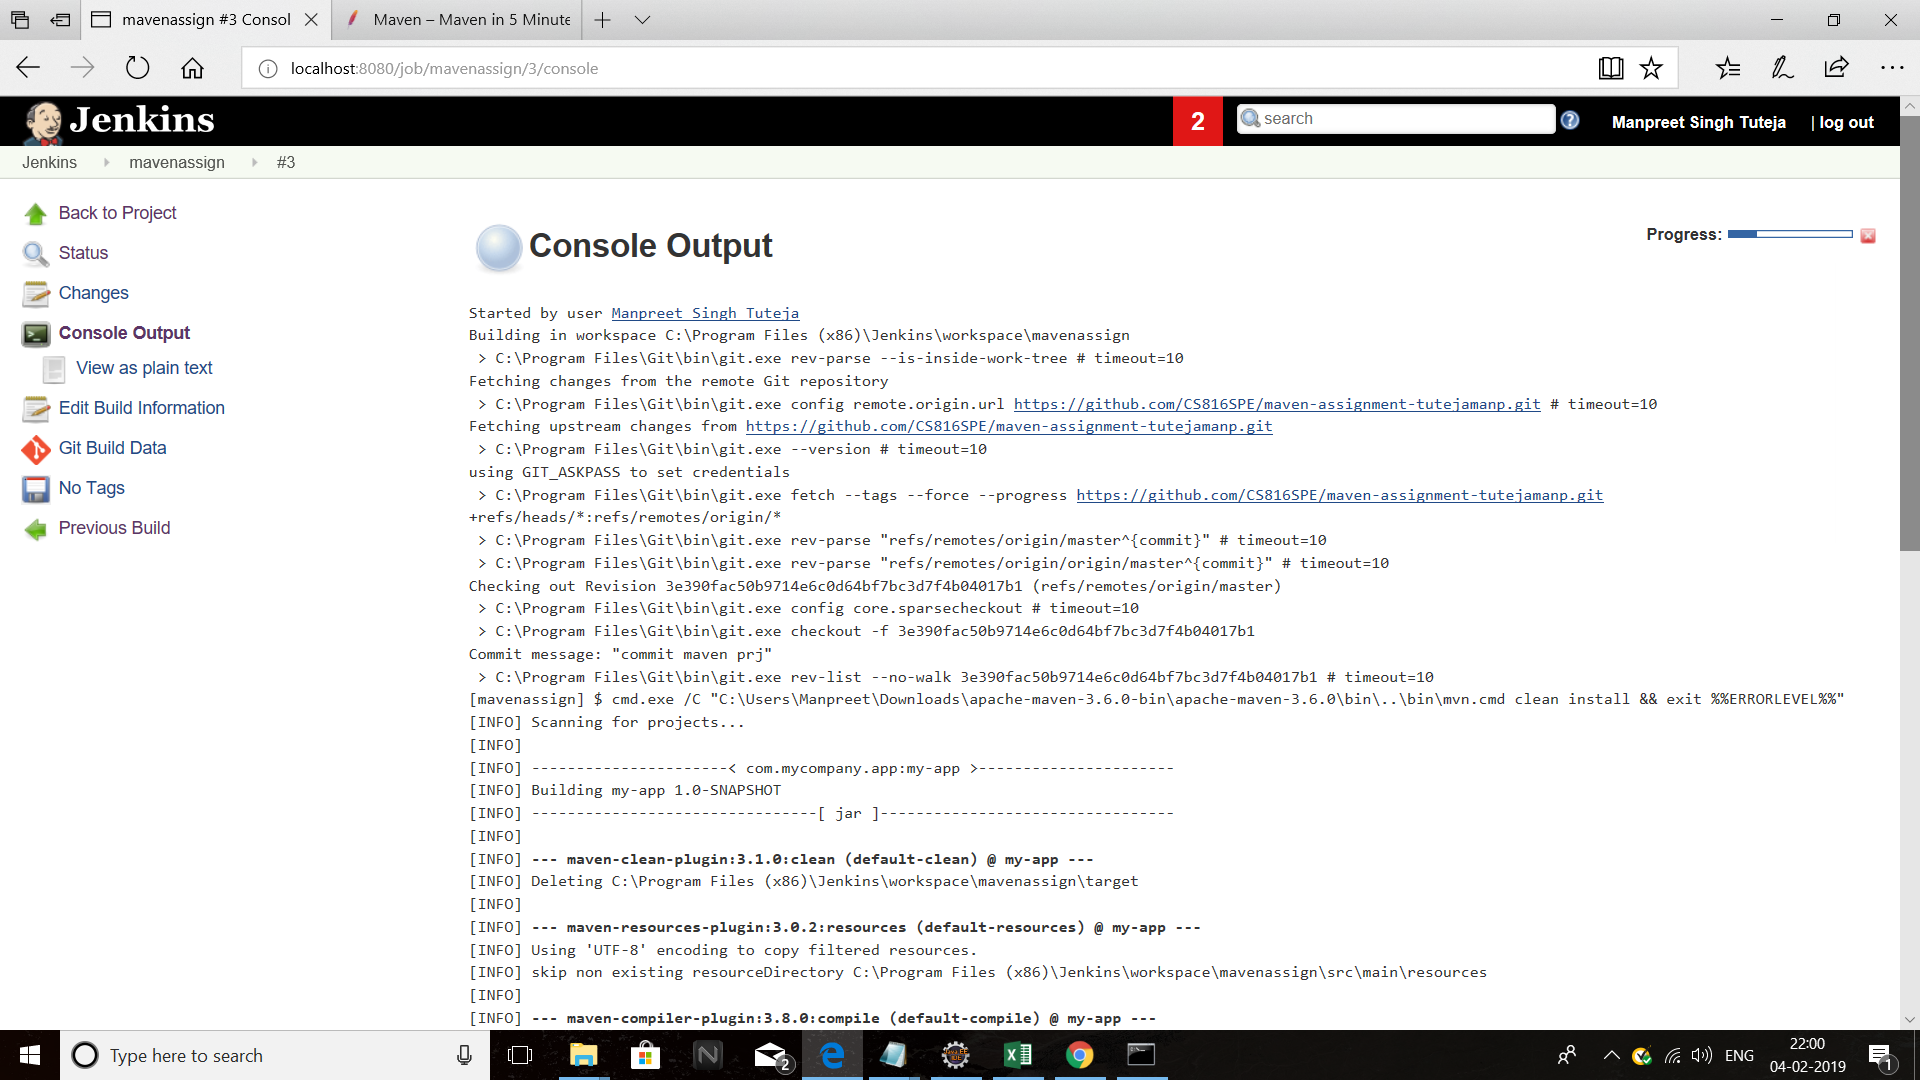 mavenassign #3 Consol
Maven – Maven in 5 Minute
localhost:8080/job/mavenassign/3/console
Jenkins
2
search
Manpreet Singh Tuteja
| log out
Jenkins
mavenassign
#3
Back to Project
Status
Changes
Console Output
View as plain text
Edit Build Information
Git Build Data
No Tags
Previous Build
Console Output
Progress:
Started by user Manpreet Singh Tuteja
Building in workspace C:\Program Files (x86)\Jenkins\workspace\mavenassign
> C:\Program Files\Git\bin\git.exe rev-parse --is-inside-work-tree # timeout=10
Fetching changes from the remote Git repository
> C:\Program Files\Git\bin\git.exe config remote.origin.url https://github.com/CS816SPE/maven-assignment-tutejamanp.git # timeout=10
Fetching upstream changes from https://github.com/CS816SPE/maven-assignment-tutejamanp.git
> C:\Program Files\Git\bin\git.exe --version # timeout=10
using GIT_ASKPASS to set credentials
> C:\Program Files\Git\bin\git.exe fetch --tags --force --progress https://github.com/CS816SPE/maven-assignment-tutejamanp.git
+refs/heads/*:refs/remotes/origin/*
> C:\Program Files\Git\bin\git.exe rev-parse "refs/remotes/origin/master^{commit}" # timeout=10
> C:\Program Files\Git\bin\git.exe rev-parse "refs/remotes/origin/origin/master^{commit}" # timeout=10
Checking out Revision 3e390fac50b9714e6c0d64bf7bc3d7f4b04017b1 (refs/remotes/origin/master)
> C:\Program Files\Git\bin\git.exe config core.sparsecheckout # timeout=10
> C:\Program Files\Git\bin\git.exe checkout -f 3e390fac50b9714e6c0d64bf7bc3d7f4b04017b1
Commit message: "commit maven prj"
> C:\Program Files\Git\bin\git.exe rev-list --no-walk 3e390fac50b9714e6c0d64bf7bc3d7f4b04017b1 # timeout=10
[mavenassign] $ cmd.exe /C "C:\Users\Manpreet\Downloads\apache-maven-3.6.0-bin\apache-maven-3.6.0\bin\..\bin\mvn.cmd clean install && exit %%ERRORLEVEL%%"
[INFO] Scanning for projects...
[INFO]
[INFO] ----------------------< com.mycompany.app:my-app >----------------------
[INFO] Building my-app 1.0-SNAPSHOT
[INFO] --------------------------------[ jar ]---------------------------------
[INFO]
[INFO] --- maven-clean-plugin:3.1.0:clean (default-clean) @ my-app ---
[INFO] Deleting C:\Program Files (x86)\Jenkins\workspace\mavenassign\target
[INFO]
[INFO] --- maven-resources-plugin:3.0.2:resources (default-resources) @ my-app ---
[INFO] Using 'UTF-8' encoding to copy filtered resources.
[INFO] skip non existing resourceDirectory C:\Program Files (x86)\Jenkins\workspace\mavenassign\src\main\resources
[INFO]
[INFO] --- maven-compiler-plugin:3.8.0:compile (default-compile) @ my-app ---
Type here to search
2
ENG
22:00
04-02-2019
1